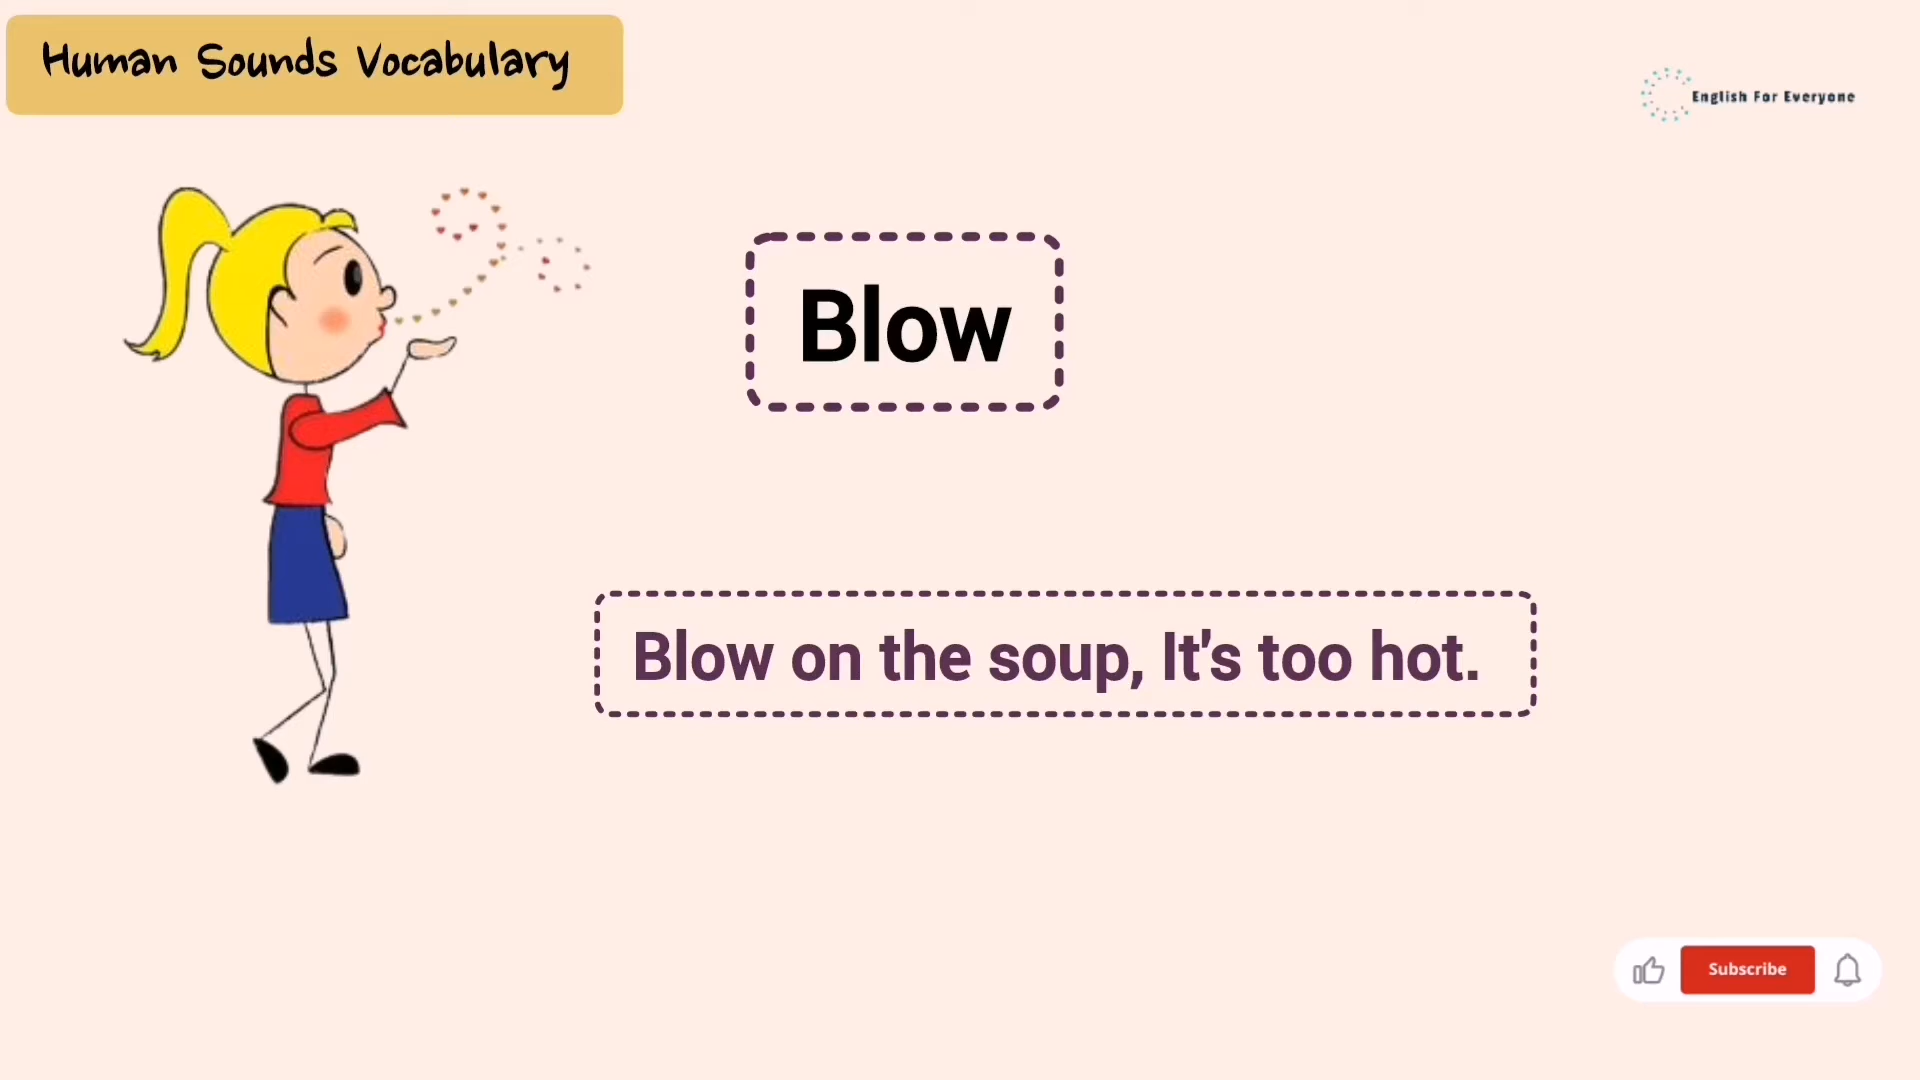 Human Sounds Vocabulary
English For Everyone
Blow
Blow on the soup, It's too hot.
Subscribe